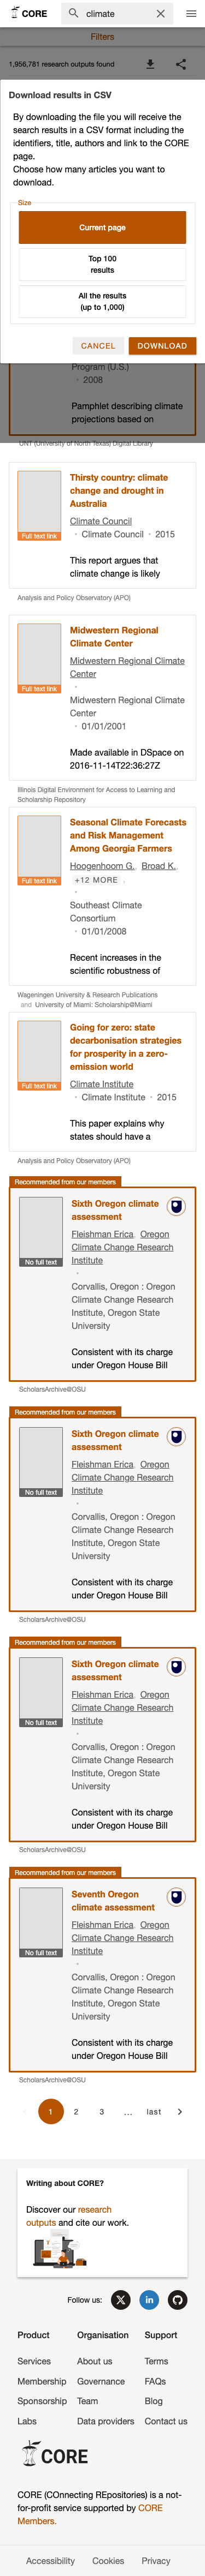 CORE
climate
Filters
1,956,781 research outputs found
Download results in CSV
By downloading the file you will receive the
search results in a CSV format including the
identifiers, title, authors and link to the CORE
page.
Choose how many articles you want to
download.
Size
Current page
Top 100
results
All the results
(up to 1,000)
CANCEL
DOWNLOAD
Program (U.S.)
· 2008
Pamphlet describing climate
projections based on
UNT (University of North Texas) Digital Library
Thirsty country: climate
change and drought in
Australia
Full text link
Climate Council
· Climate Council · 2015
This report argues that
climate change is likely
Analysis and Policy Observatory (APO)
Midwestern Regional
Climate Center
Midwestern Regional Climate
Center
Full text link
·
Midwestern Regional Climate
Center
· 01/01/2001
Made available in DSpace on
2016-11-14T22:36:27Z
Illinois Digital Environment for Access to Learning and
Scholarship Repository
Seasonal Climate Forecasts
and Risk Management
Among Georgia Farmers
Hoogenhoom G., Broad K.,
Full text link
+12 MORE .
·
Southeast Climate
Consortium
· 01/01/2008
Recent increases in the
scientific robustness of
Wageningen University & Research Publications
and University of Miami: Scholarship@Miami
Going for zero: state
decarbonisation strategies
for prosperity in a zero-
emission world
Full text link
Climate Institute
· Climate Institute · 2015
This paper explains why
states should have a
Analysis and Policy Observatory (APO)
Recommended from our members
Sixth Oregon climate
assessment
Fleishman Erica, Oregon
Climate Change Research
Institute
No full text
·
Corvallis, Oregon : Oregon
Climate Change Research
Institute, Oregon State
University
Consistent with its charge
under Oregon House Bill
ScholarsArchive@OSU
Recommended from our members
Sixth Oregon climate
assessment
Fleishman Erica, Oregon
Climate Change Research
Institute
No full text
·
Corvallis, Oregon : Oregon
Climate Change Research
Institute, Oregon State
University
Consistent with its charge
under Oregon House Bill
ScholarsArchive@OSU
Recommended from our members
Sixth Oregon climate
assessment
Fleishman Erica, Oregon
Climate Change Research
Institute
No full text
·
Corvallis, Oregon : Oregon
Climate Change Research
Institute, Oregon State
University
Consistent with its charge
under Oregon House Bill
ScholarsArchive@OSU
Recommended from our members
Seventh Oregon
climate assessment
Fleishman Erica, Oregon
Climate Change Research
Institute
No full text
·
Corvallis, Oregon : Oregon
Climate Change Research
Institute, Oregon State
University
Consistent with its charge
under Oregon House Bill
ScholarsArchive@OSU
1 2 3 ... last
Writing about CORE?
Discover our research
outputs and cite our work.
Follow us:
Product Organisation Support
Services About us Terms
Membership Governance FAQs
Sponsorship Team Blog
Labs Data providers Contact us
CORE
CORE (COnnecting REpositories) is a not-
for-profit service supported by CORE
Members.
Accessibility Cookies Privacy